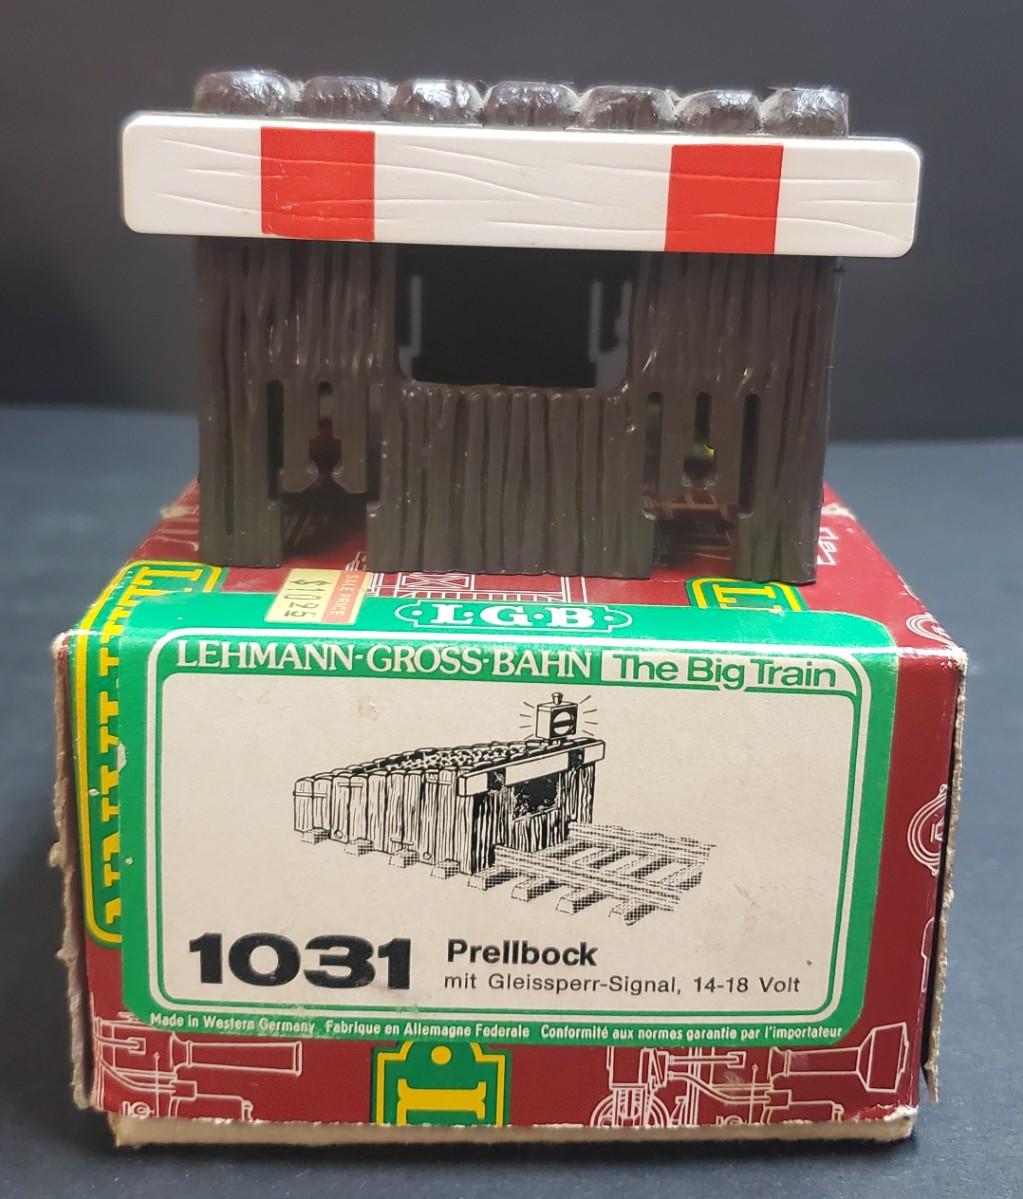 SALE PRICE
$10.95
L·G·B
LEHMANN-GROSS-BAHN The Big Train
1031 Prellbock
mit Gleissperr-Signal, 14-18 Volt
Made in Western Germany Fabriqué en Allemagne Federale Conformité aux normes garantie par l'importateur